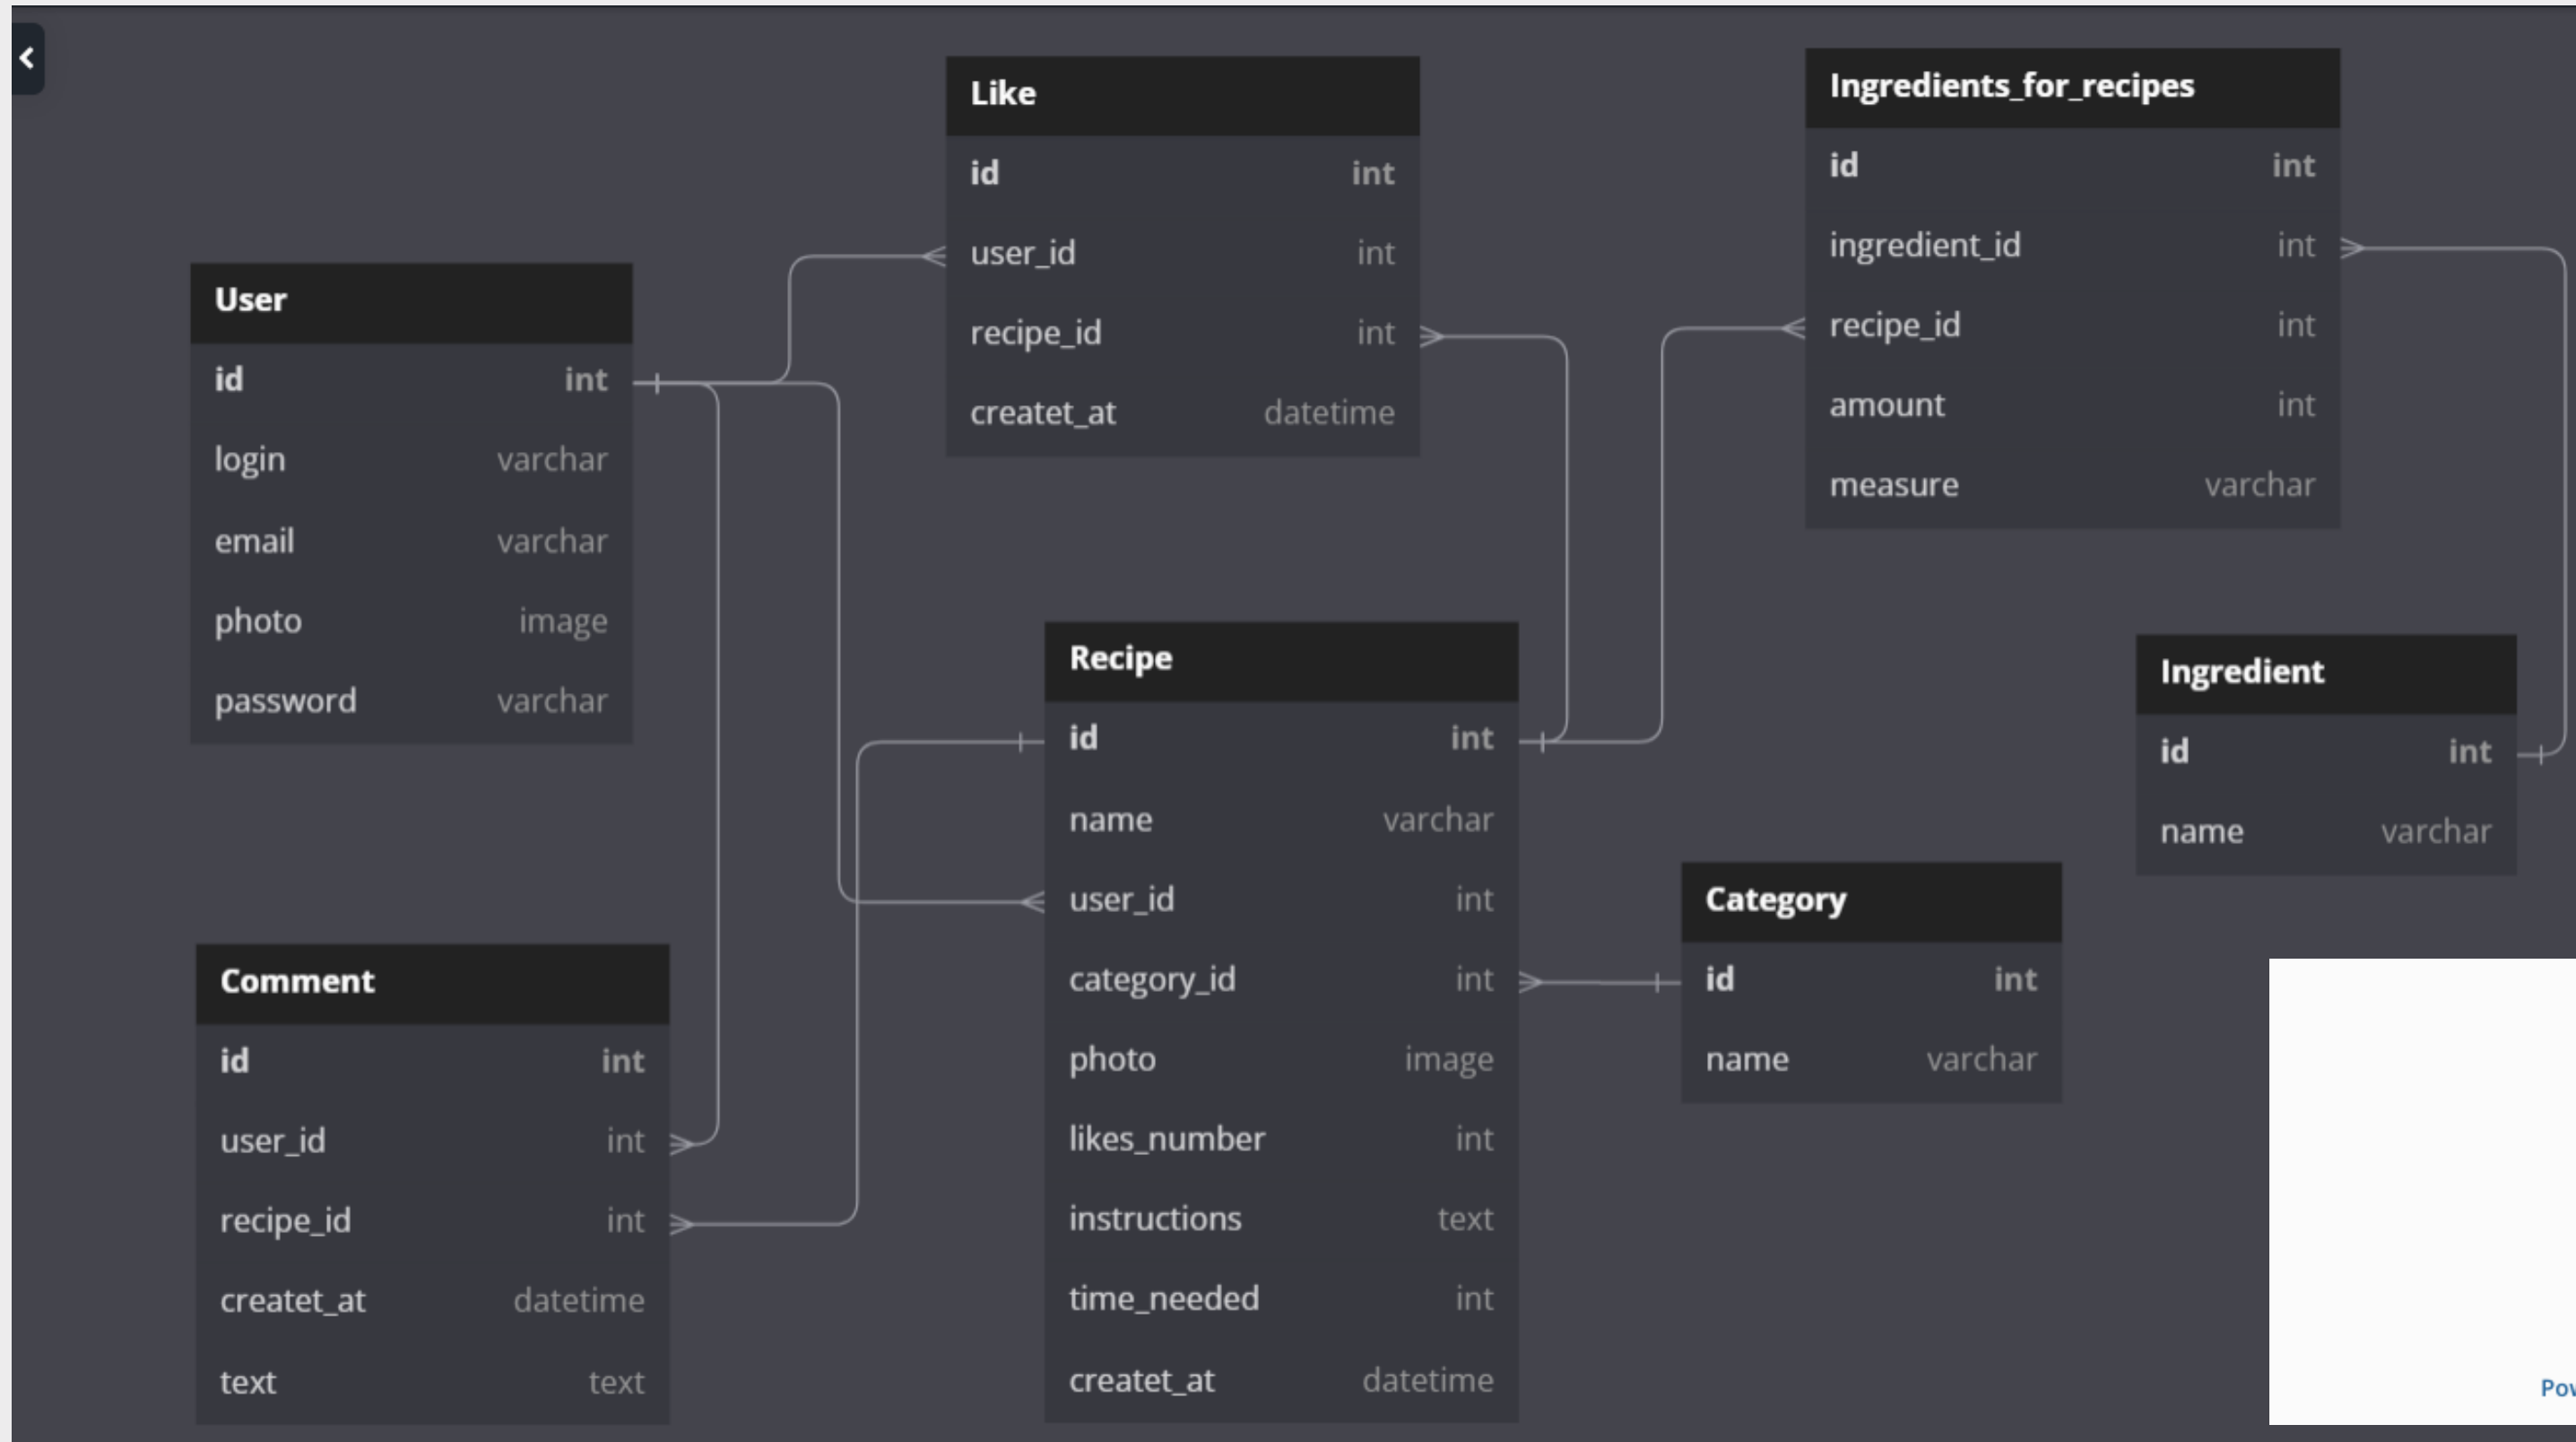 User
id int
login varchar
email varchar
photo image
password varchar
Like
id int
user_id int
recipe_id int
createt_at datetime
Ingredients_for_recipes
id int
ingredient_id int
recipe_id int
amount int
measure varchar
Comment
id int
user_id int
recipe_id int
createt_at datetime
text text
Recipe
id int
name varchar
user_id int
category_id int
photo image
likes_number int
instructions text
time_needed int
createt_at datetime
Category
id int
name varchar
Ingredient
id int
name varchar